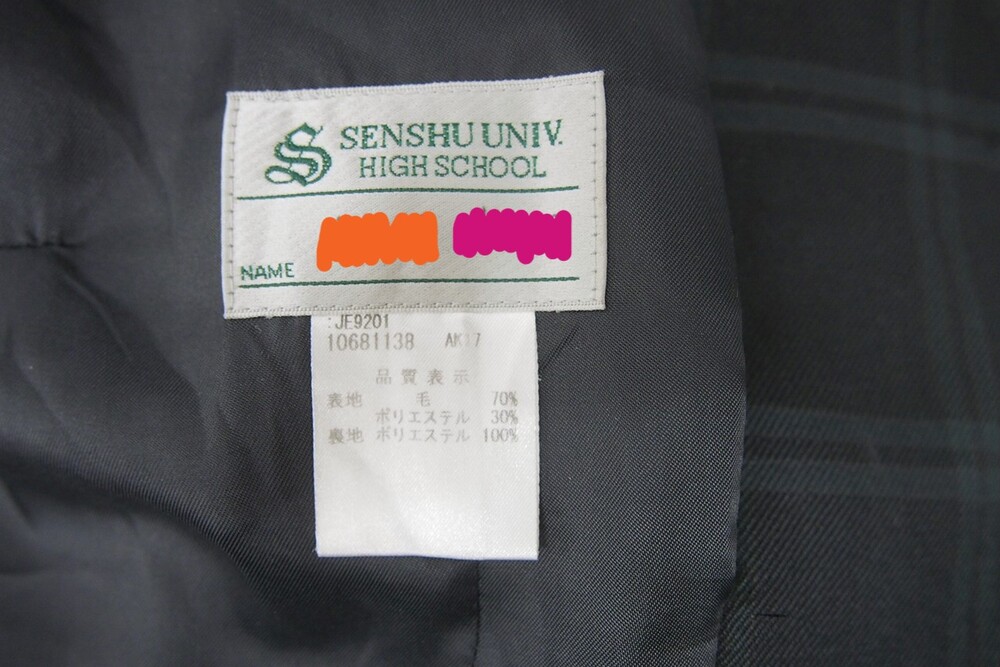 S SENSHU UNIV.
HIGH SCHOOL
NAME
:JE9201
10681138 AK17
品質表示
表地 毛 70%
ポリエステル 30%
裏地 ポリエステル 100%